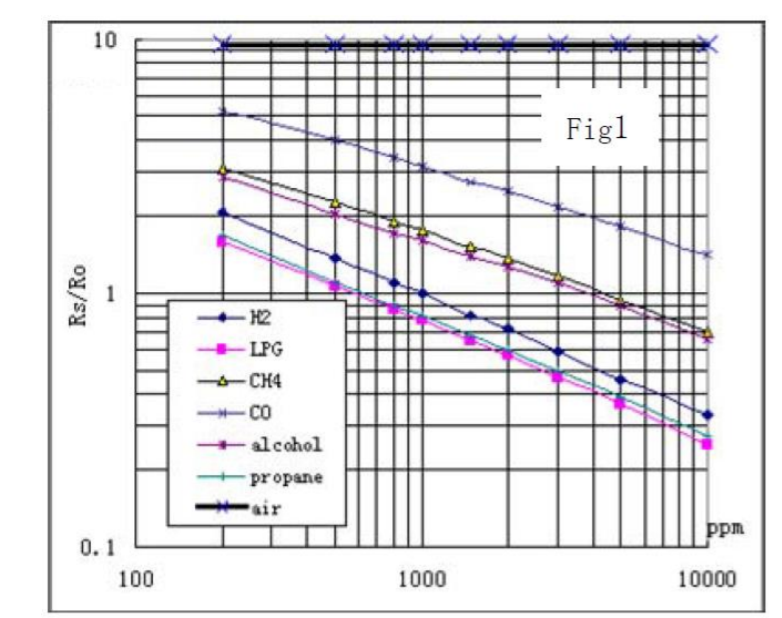 10
Fig1
Rs/Ro
1
H2
LPG
CH4
CO
alcohol
propane
air
ppm
0.1
100
1000
10000